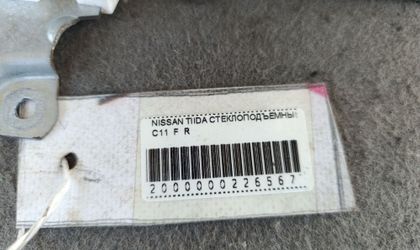 NISSAN TIIDA СТЕКЛОПОДЪЕМНЫ
C11 F R
2000000226567